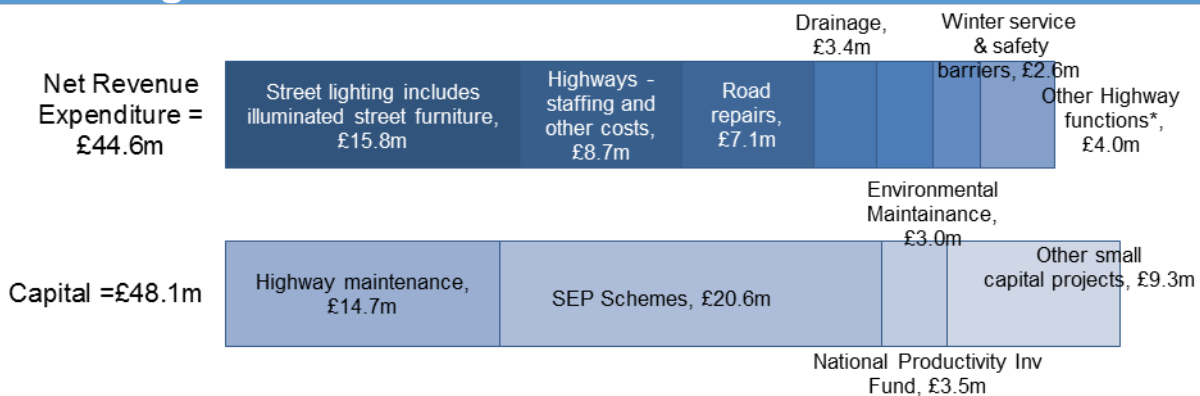 Drainage,
£3.4m
Winter service
& safety
barriers, £2.6m
Net Revenue
Expenditure =
£44.6m
Street lighting includes
illuminated street furniture,
£15.8m
Highways -
staffing and
other costs,
£8.7m
Road
repairs,
£7.1m
Other Highway
functions*,
£4.0m
Environmental
Maintainance,
£3.0m
Capital =£48.1m
Highway maintenance,
£14.7m
SEP Schemes, £20.6m
Other small
capital projects, £9.3m
National Productivity Inv
Fund, £3.5m